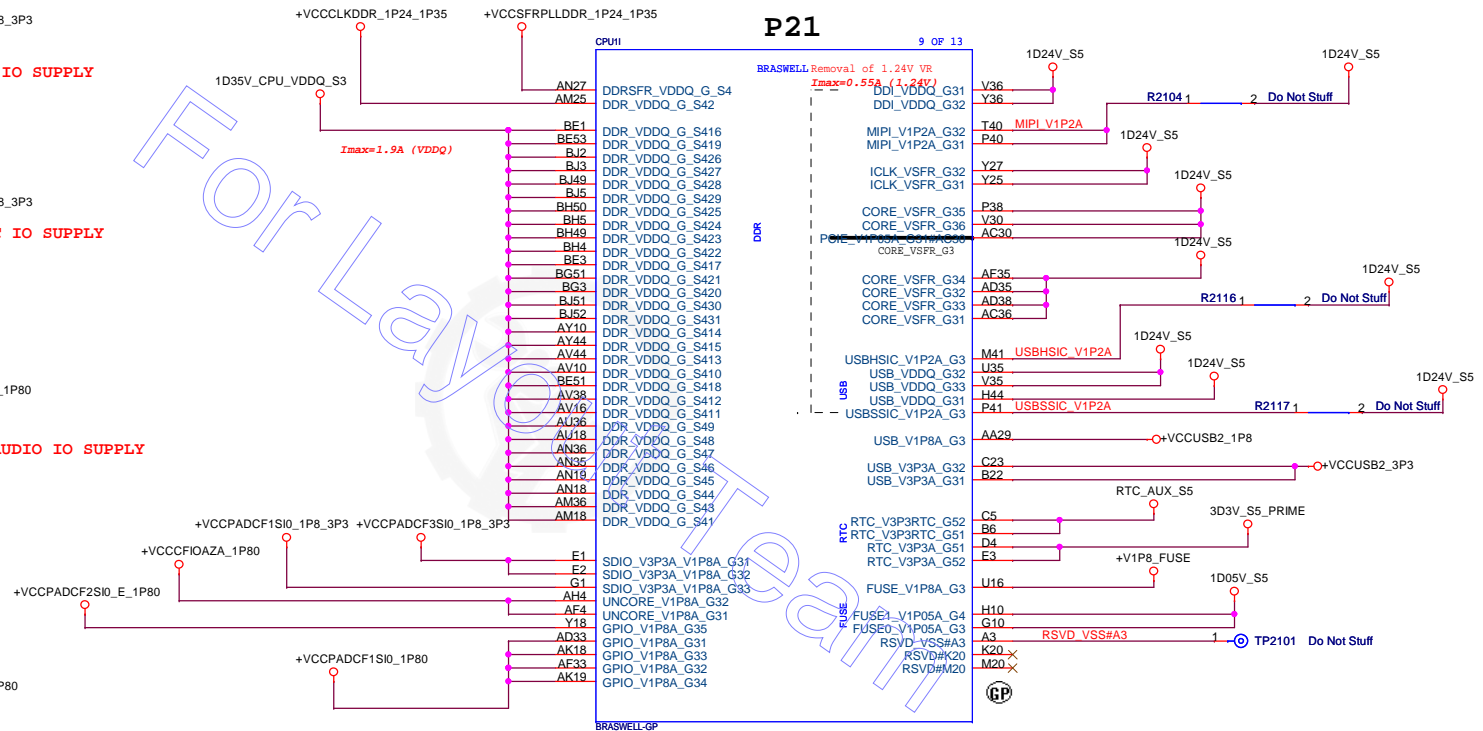 8_3P3
+VCCCLKDDR_1P24_1P35
+VCCSFRPLLDDR_1P24_1P35
P21
CPU1I
9 OF 13
IO SUPPLY
1D35V_CPU_VDDQ_S3
BRASWELL Removal of 1.24V VR
Imax=0.55A (1.24V)
1D24V_S5
1D24V_S5
AN27 DDRSFR_VDDQ_G_S4
AM25 DDR_VDDQ_G_S42
BE1 DDR_VDDQ_G_S416
BE53 DDR_VDDQ_G_S419
BJ2 DDR_VDDQ_G_S426
BJ3 DDR_VDDQ_G_S427
BJ49 DDR_VDDQ_G_S428
BJ5 DDR_VDDQ_G_S429
BH50 DDR_VDDQ_G_S425
BH5 DDR_VDDQ_G_S424
BH49 DDR_VDDQ_G_S423
BH4 DDR_VDDQ_G_S422
BE3 DDR_VDDQ_G_S417
BG51 DDR_VDDQ_G_S421
BG3 DDR_VDDQ_G_S420
BJ51 DDR_VDDQ_G_S430
BJ52 DDR_VDDQ_G_S431
AY10 DDR_VDDQ_G_S414
AY44 DDR_VDDQ_G_S415
AV44 DDR_VDDQ_G_S413
AV10 DDR_VDDQ_G_S410
BE51 DDR_VDDQ_G_S418
AV38 DDR_VDDQ_G_S412
AV16 DDR_VDDQ_G_S411
AU36 DDR_VDDQ_G_S49
AU18 DDR_VDDQ_G_S48
AN36 DDR_VDDQ_G_S47
AN35 DDR_VDDQ_G_S46
AN19 DDR_VDDQ_G_S45
AN18 DDR_VDDQ_G_S44
AM36 DDR_VDDQ_G_S43
AM18 DDR_VDDQ_G_S41
Imax=1.9A (VDDQ)
8_3P3
T IO SUPPLY
_1P80
AUDIO IO SUPPLY
+VCCPADCF1SI0_1P8_3P3
+VCCPADCF3SI0_1P8_3P3
+VCCCFIOAZA_1P80
+VCCPADCF2SI0_E_1P80
+VCCPADCF1SI0_1P80
P80
E1 SDIO_V3P3A_V1P8A_G31
E2 SDIO_V3P3A_V1P8A_G32
G1 SDIO_V3P3A_V1P8A_G33
AH4 UNCORE_V1P8A_G32
AF4 UNCORE_V1P8A_G31
Y18 GPIO_V1P8A_G35
AD33 GPIO_V1P8A_G31
AK18 GPIO_V1P8A_G33
AF33 GPIO_V1P8A_G32
AK19 GPIO_V1P8A_G34
DDR
USB
RTC
FUSE
DDI_VDDQ_G31 V36
DDI_VDDQ_G32 Y36
R2104 1 2 Do Not Stuff
MIPI_V1P2A_G32 T40 MIPI_V1P2A
MIPI_V1P2A_G31 P40
1D24V_S5
ICLK_VSFR_G32 Y27
ICLK_VSFR_G31 Y25
1D24V_S5
CORE_VSFR_G35 P38
CORE_VSFR_G36 V30
AC30
CORE_VSFR_G3
1D24V_S5
CORE_VSFR_G34 AF35
CORE_VSFR_G32 AD35
CORE_VSFR_G33 AD38
CORE_VSFR_G31 AC36
1D24V_S5
R2116 1 2 Do Not Stuff
1D24V_S5
USBHSIC_V1P2A_G3 M41 USBHSIC_V1P2A
USB_VDDQ_G32 U35
USB_VDDQ_G33 V35
1D24V_S5
USB_VDDQ_G31 H44
1D24V_S5
USBSSIC_V1P2A_G3 P41 USBSSIC_V1P2A
R2117 1 2 Do Not Stuff
USB_V1P8A_G3 AA29 +VCCUSB2_1P8
USB_V3P3A_G32 C23 +VCCUSB2_3P3
USB_V3P3A_G31 B22
RTC_AUX_S5
RTC_V3P3RTC_G52 C5
RTC_V3P3RTC_G51 B6
3D3V_S5_PRIME
RTC_V3P3A_G51 D4
RTC_V3P3A_G52 E3
+V1P8_FUSE
FUSE_V1P8A_G3 U16
1D05V_S5
FUSE1_V1P05A_G4 H10
FUSE0_V1P05A_G3 G10
RSVD_VSS#A3 A3 RSVD_VSS#A3 1 TP2101 Do Not Stuff
RSVD#K20 K20
RSVD#M20 M20
GP
BRASWELL-GP
For Layout Team